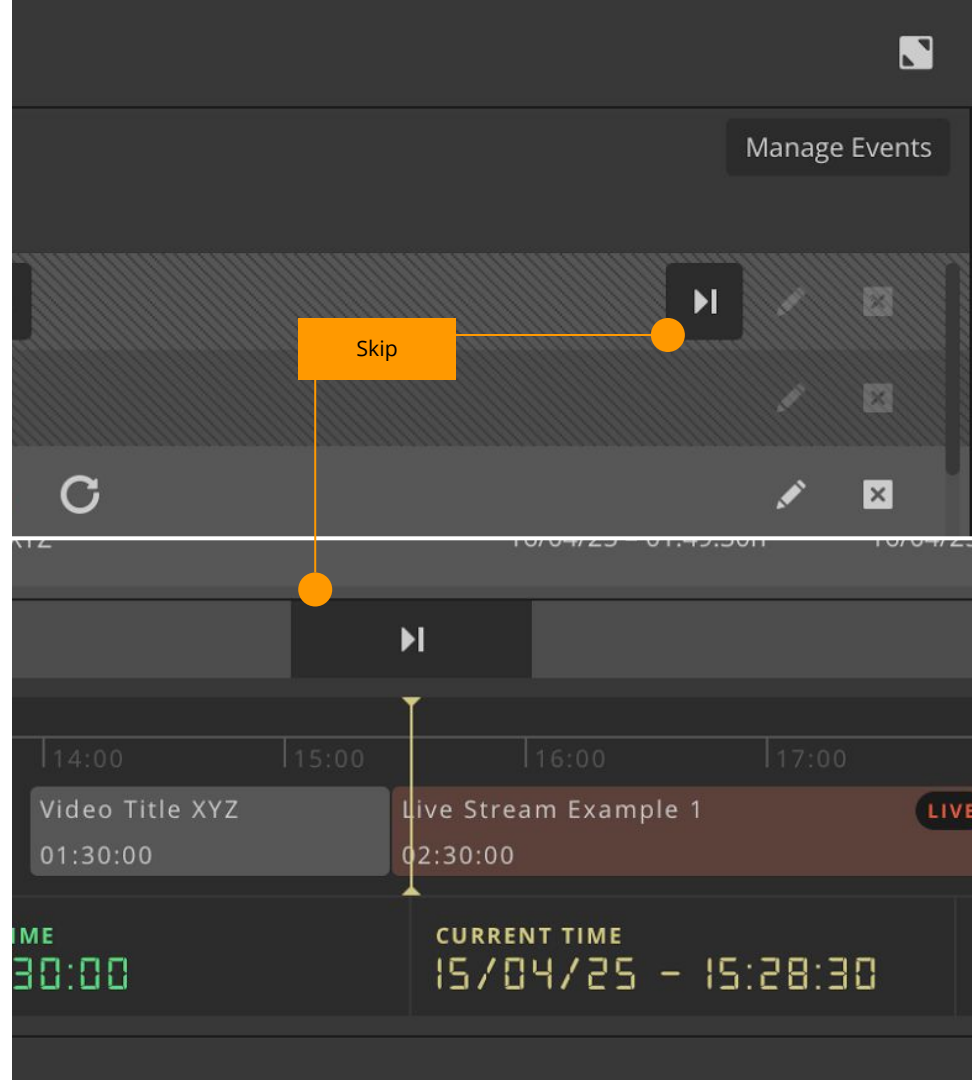 Manage Events
Skip
14:00
15:00
16:00
17:00
Video Title XYZ
01:30:00
Live Stream Example 1
LIVE
02:30:00
CURRENT TIME
30:00
15/04/25 – 15:28:30